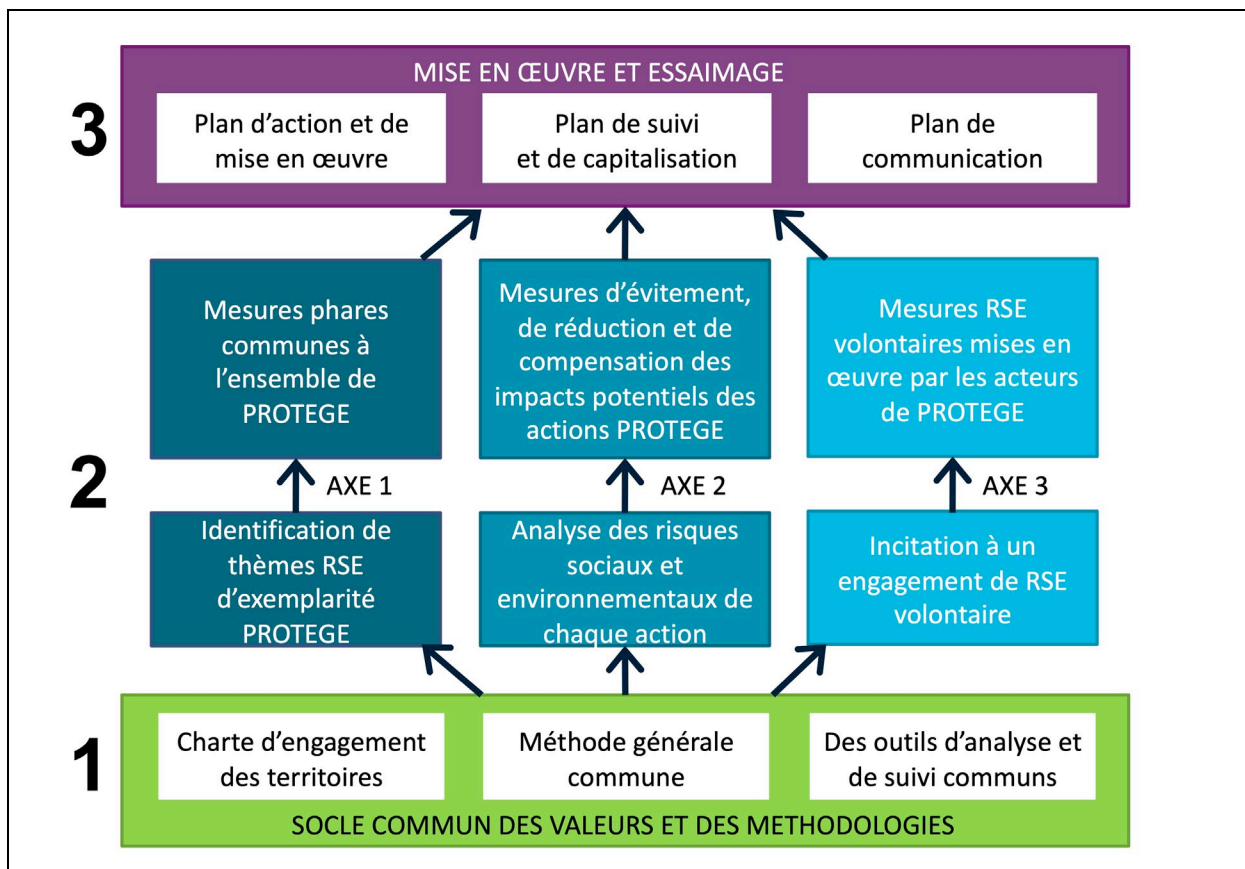 3
MISE EN ŒUVRE ET ESSAIMAGE
Plan d'action et de
mise en œuvre
Plan de suivi
et de capitalisation
Plan de
communication
2
Mesures phares
communes à
l'ensemble de
PROTEGE
Mesures d'évitement,
de réduction et de
compensation des
impacts potentiels des
actions PROTEGE
Mesures RSE
volontaires mises en
œuvre par les acteurs
de PROTEGE
AXE 1
AXE 2
AXE 3
Identification de
thèmes RSE
d'exemplarité
PROTEGE
Analyse des risques
sociaux et
environnementaux de
chaque action
Incitation à un
engagement de RSE
volontaire
1
Charte d'engagement
des territoires
Méthode générale
commune
Des outils d'analyse et
de suivi communs
SOCLE COMMUN DES VALEURS ET DES METHODOLOGIES